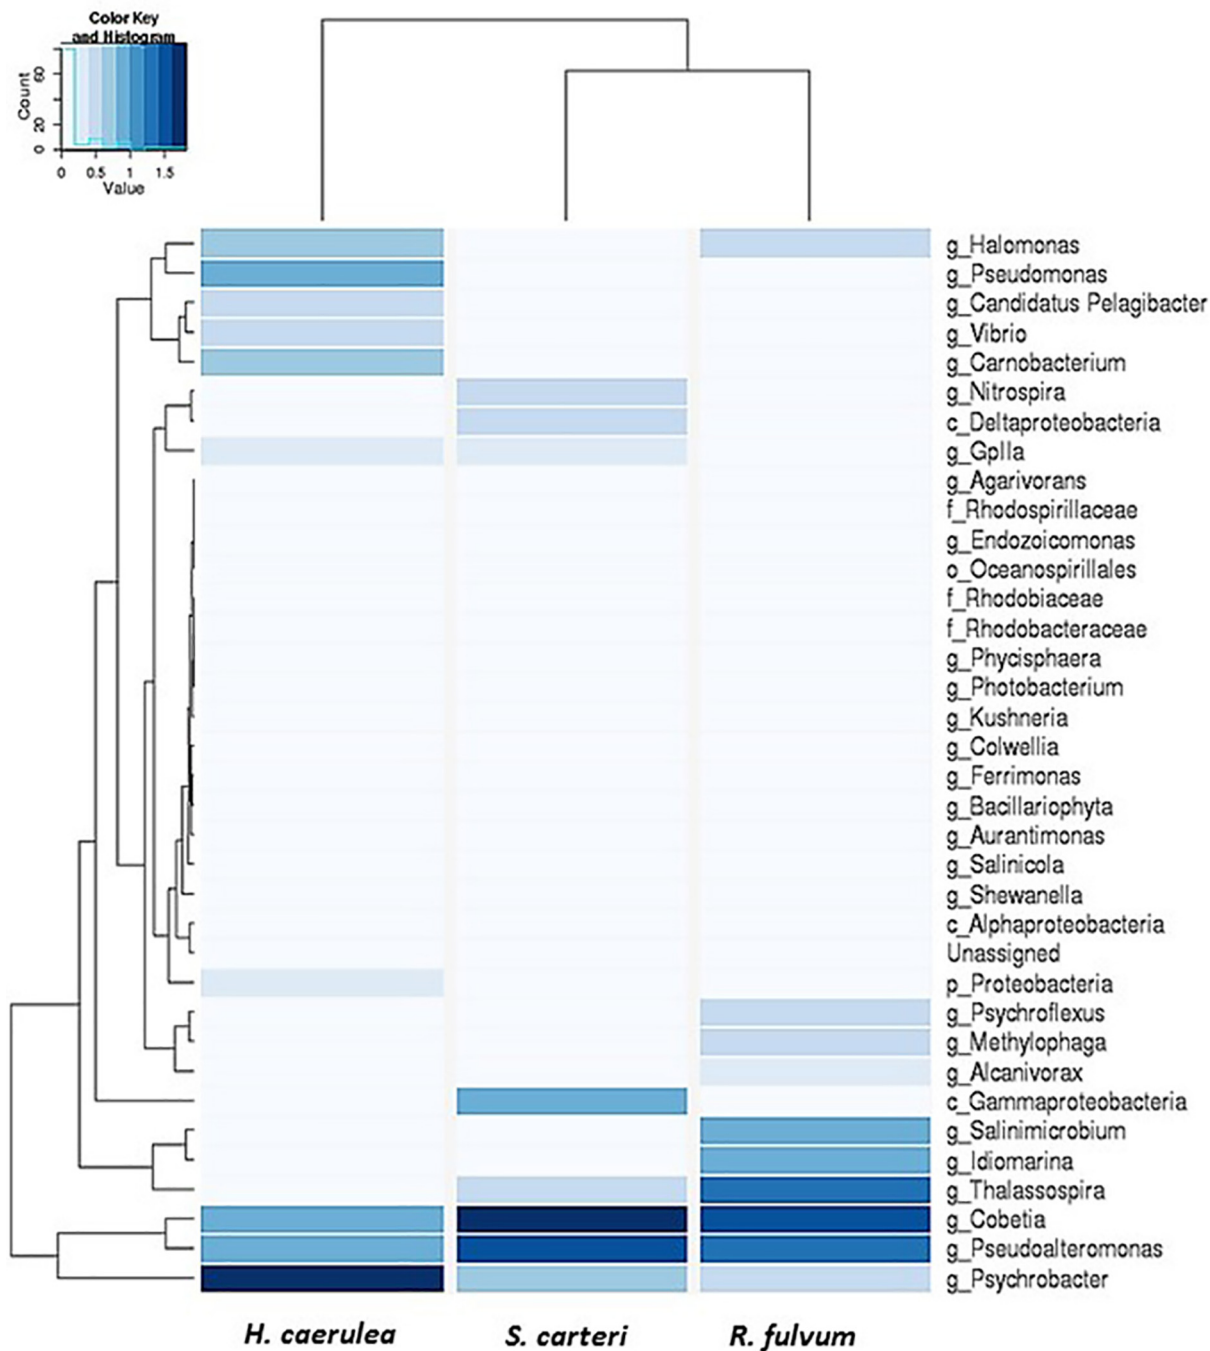 Color Key
and Histogram
Count
0 20 60
0 0.5 1 1.5
Value
g_Halomonas
g_Pseudomonas
g_Candidatus Pelagibacter
g_Vibrio
g_Carnobacterium
g_Nitrospira
c_Deltaproteobacteria
g_GpIIa
g_Agarivorans
f_Rhodospirillaceae
g_Endozoicomonas
o_Oceanospirillales
f_Rhodobiaceae
f_Rhodobacteraceae
g_Phycisphaera
g_Photobacterium
g_Kushneria
g_Colwellia
g_Ferrimonas
g_Bacillariophyta
g_Aurantimonas
g_Salinicola
g_Shewanella
c_Alphaproteobacteria
Unassigned
p_Proteobacteria
g_Psychroflexus
g_Methylophaga
g_Alcanivorax
c_Gammaproteobacteria
g_Salinimicrobium
g_Idiomarina
g_Thalassospira
g_Cobetia
g_Pseudoalteromonas
g_Psychrobacter
H. caerulea S. carteri R. fulvum